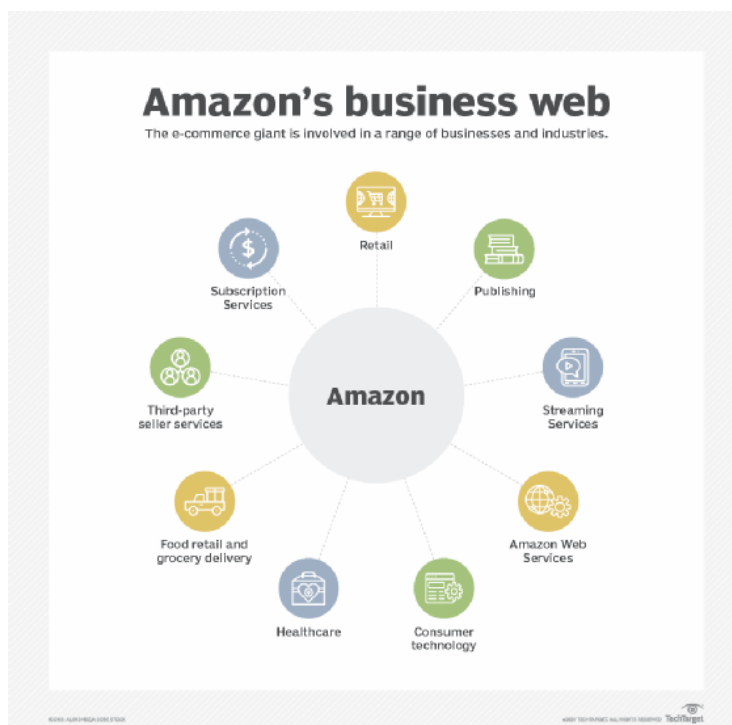 Amazon's business web
The e-commerce giant is involved in a range of businesses and industries.
Retail
Publishing
Subscription
Services
Amazon
Streaming
Services
Third-party
seller services
Amazon Web
Services
Food retail and
grocery delivery
Healthcare
Consumer
technology
TechTarget